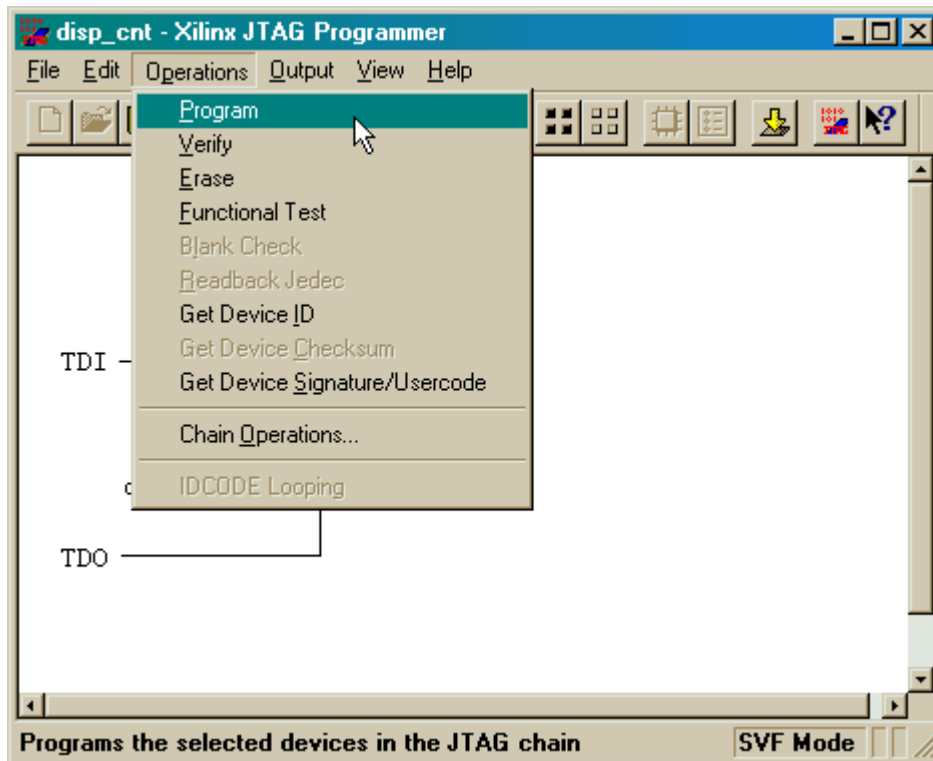 disp_cnt - Xilinx JTAG Programmer
File Edit Operations Output View Help
Program
Verify
Erase
Functional Test
Blank Check
Readback Jedec
Get Device ID
Get Device Checksum
Get Device Signature/Usercode
Chain Operations...
IDCODE Looping
TDI
TDO
Programs the selected devices in the JTAG chain SVF Mode